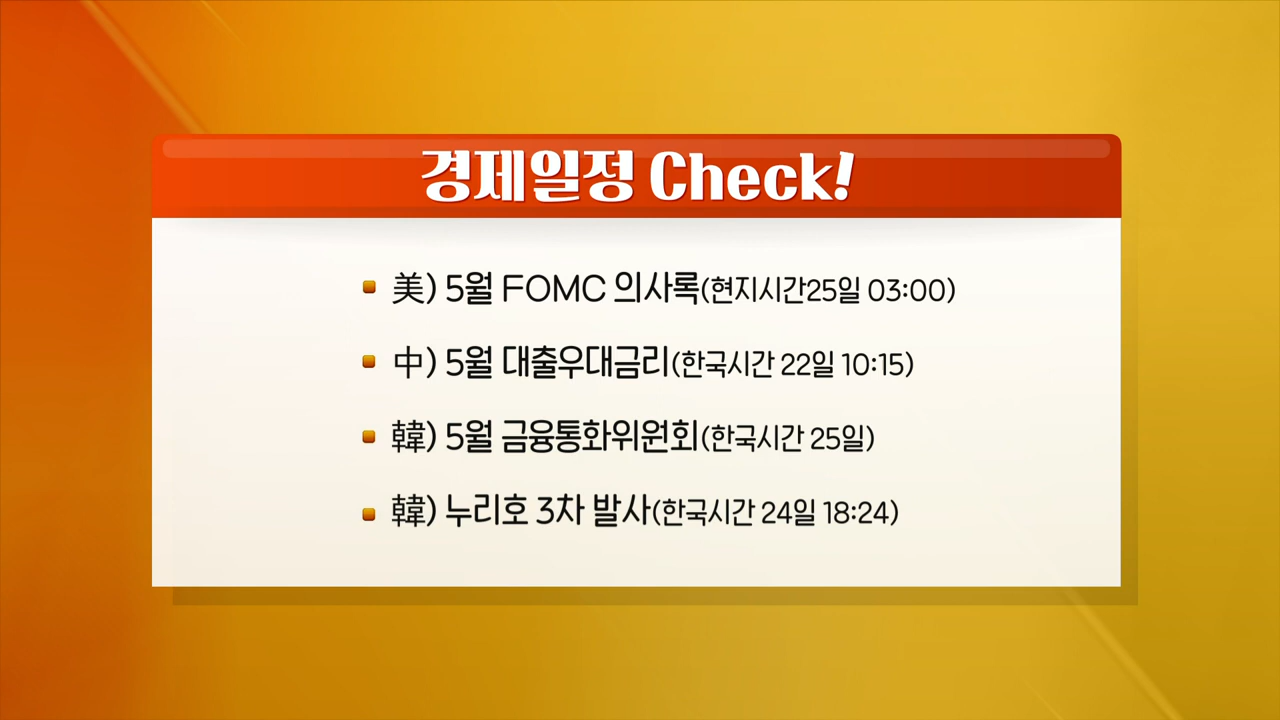 경제일정 Check!
美) 5월 FOMC 의사록(현지시간25일 03:00)
中) 5월 대출우대금리(한국시간 22일 10:15)
韓) 5월 금융통화위원회(한국시간 25일)
韓) 누리호 3차 발사(한국시간 24일 18:24)